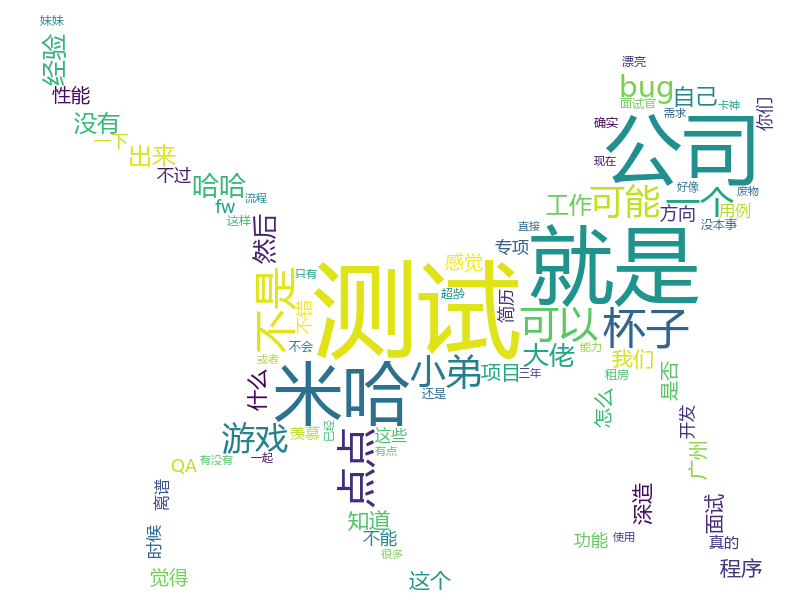 妹妹
经验
性能
没有
一下
出来
不过
哈哈
流程
fw
这样
然后
漂亮
bug
面试官
自己
卡神
需求
你们
确实
公司
现在
好像
废物
工作
可能
一个
方向
用例
没本事
直接
专项
就是
感觉
只有
不是
测试
超龄
简历
不错
可以
杯子
不会
或者
大佬
能力
我们
什么
米哈
小弟
项目
三年
租房
是否
还是
怎么
开发
游戏
羡慕
已经
点点
这些
有点
QA
有没有
一起
广州
离谱
深造
面试
知道
时候
不能
很多
功能
使用
真的
觉得
这个
程序